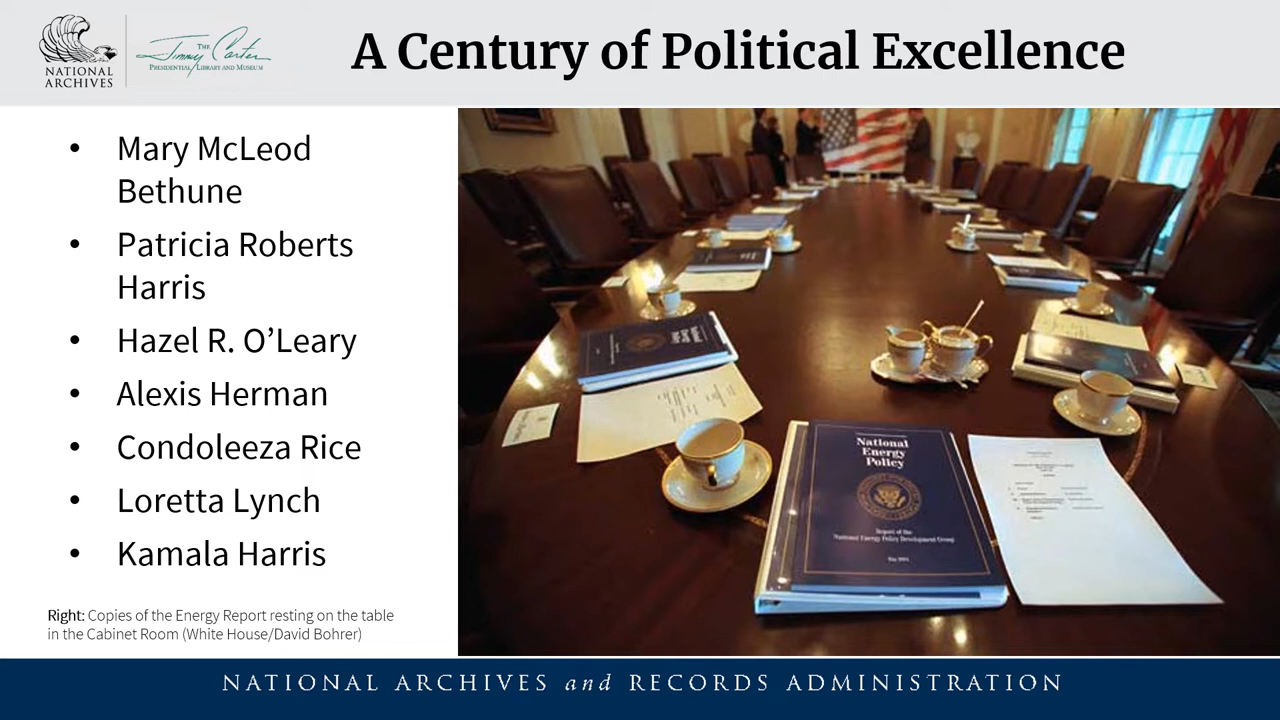 NATIONAL
ARCHIVES
THE
Jimmy Carter
PRESIDENTIAL LIBRARY AND MUSEUM
A Century of Political Excellence
• Mary McLeod
Bethune
• Patricia Roberts
Harris
• Hazel R. O’Leary
• Alexis Herman
• Condoleeza Rice
• Loretta Lynch
• Kamala Harris
Right: Copies of the Energy Report resting on the table
in the Cabinet Room (White House/David Bohrer)
National
Energy
Policy
Report of the
National Energy Policy Development Group
May 2001
NATIONAL ARCHIVES and RECORDS ADMINISTRATION